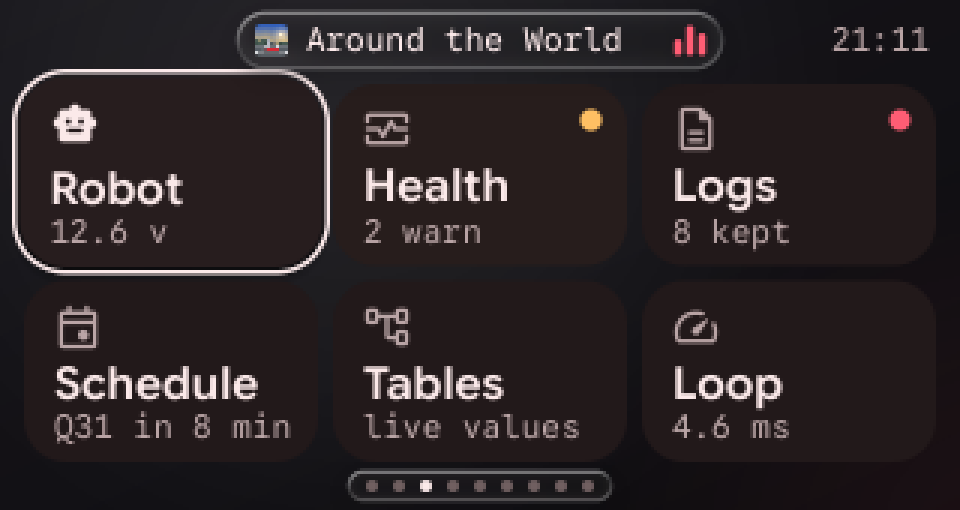 Around the World
21:11
Robot
12.6 v
Health
2 warn
Logs
8 kept
Schedule
Q31 in 8 min
Tables
live values
Loop
4.6 ms